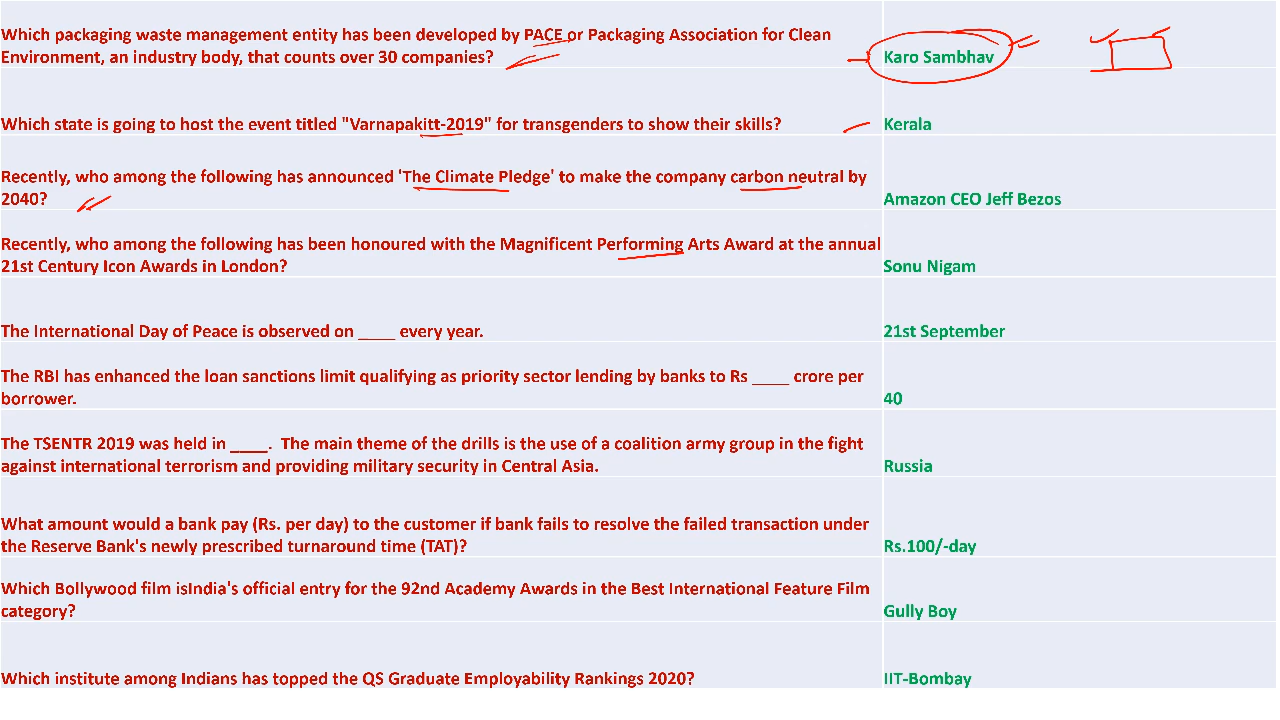 Which packaging waste management entity has been developed by PACE or Packaging Association for Clean
Environment, an industry body, that counts over 30 companies?
Karo Sambhav
Which state is going to host the event titled "Varnapakitt-2019" for transgenders to show their skills?
Kerala
Recently, who among the following has announced 'The Climate Pledge' to make the company carbon neutral by
2040?
Amazon CEO Jeff Bezos
Recently, who among the following has been honoured with the Magnificent Performing Arts Award at the annual
21st Century Icon Awards in London?
Sonu Nigam
The International Day of Peace is observed on ____ every year.
21st September
The RBI has enhanced the loan sanctions limit qualifying as priority sector lending by banks to Rs ____ crore per
borrower.
40
The TSENTR 2019 was held in ____.  The main theme of the drills is the use of a coalition army group in the fight
against international terrorism and providing military security in Central Asia.
Russia
What amount would a bank pay (Rs. per day) to the customer if bank fails to resolve the failed transaction under
the Reserve Bank's newly prescribed turnaround time (TAT)?
Rs.100/-day
Which Bollywood film isIndia's official entry for the 92nd Academy Awards in the Best International Feature Film
category?
Gully Boy
Which institute among Indians has topped the QS Graduate Employability Rankings 2020?
IIT-Bombay